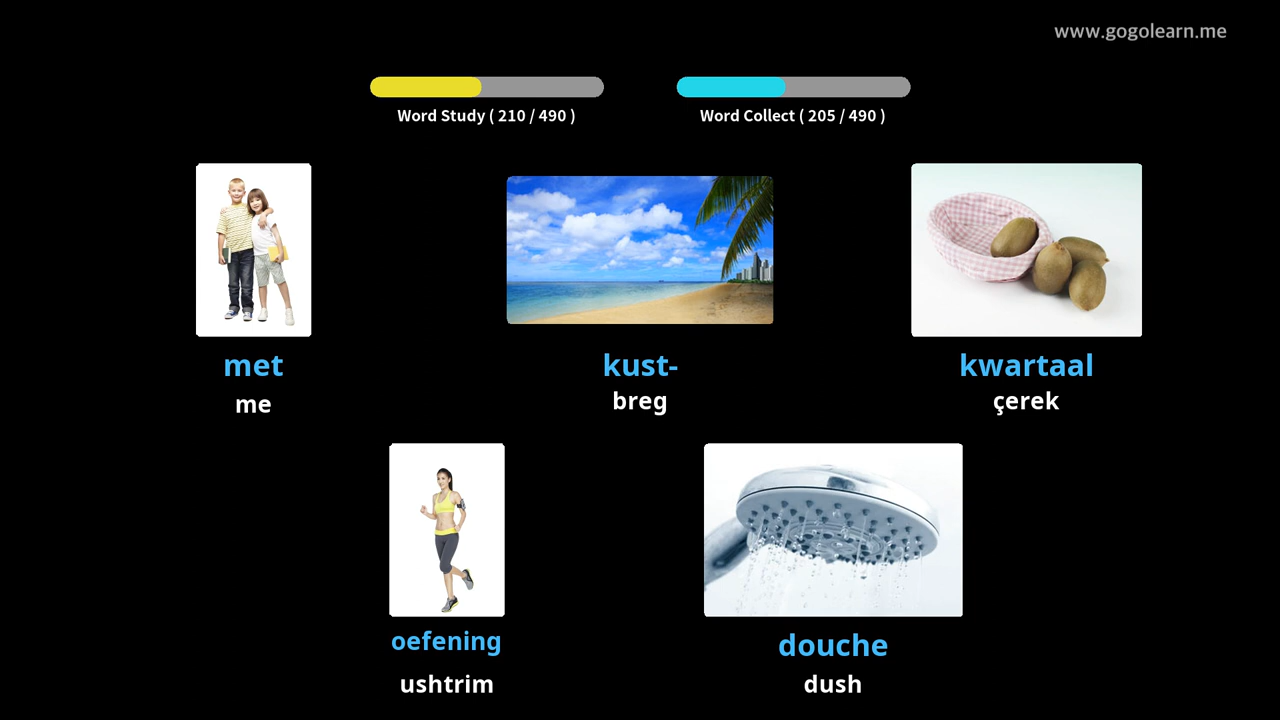 www.gogolearn.me
Word Study ( 210 / 490 )
Word Collect ( 205 / 490 )
met
me
kust-
breg
kwartaal
çerek
oefening
ushtrim
douche
dush